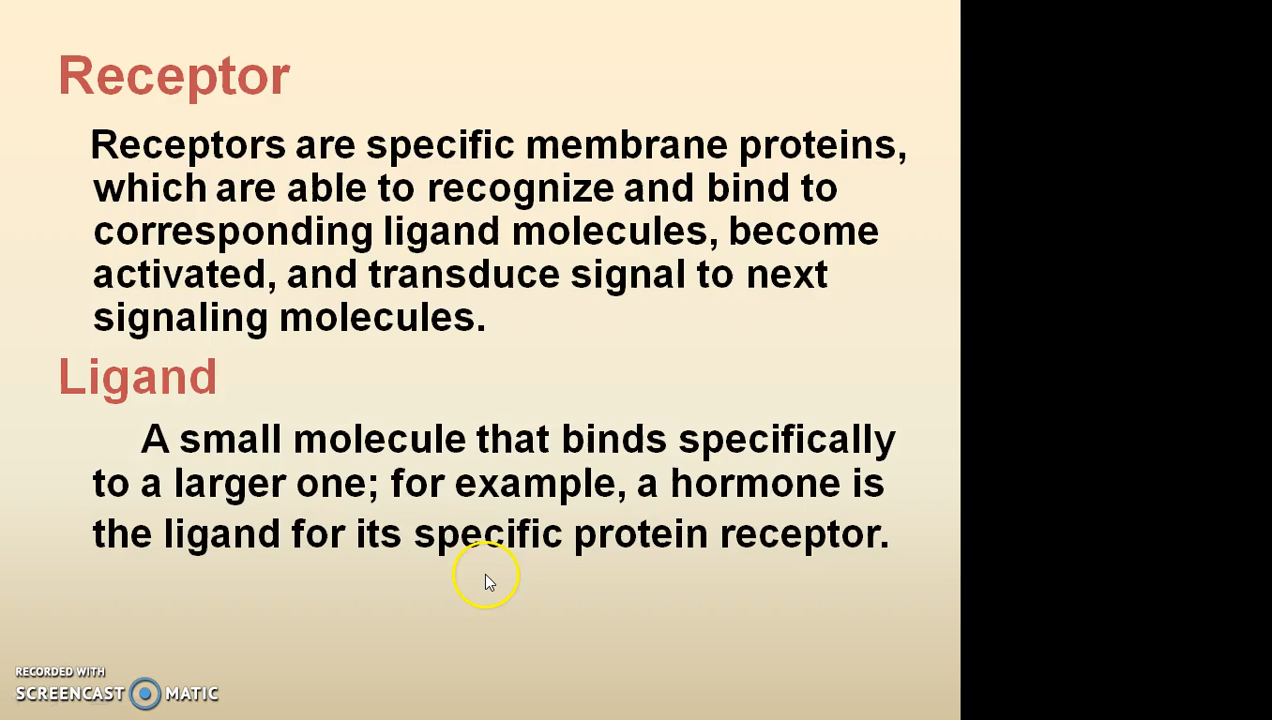 Receptor
Receptors are specific membrane proteins,
which are able to recognize and bind to
corresponding ligand molecules, become
activated, and transduce signal to next
signaling molecules.
Ligand
A small molecule that binds specifically
to a larger one; for example, a hormone is
the ligand for its specific protein receptor.
RECORDED WITH
SCREENCAST MATIC